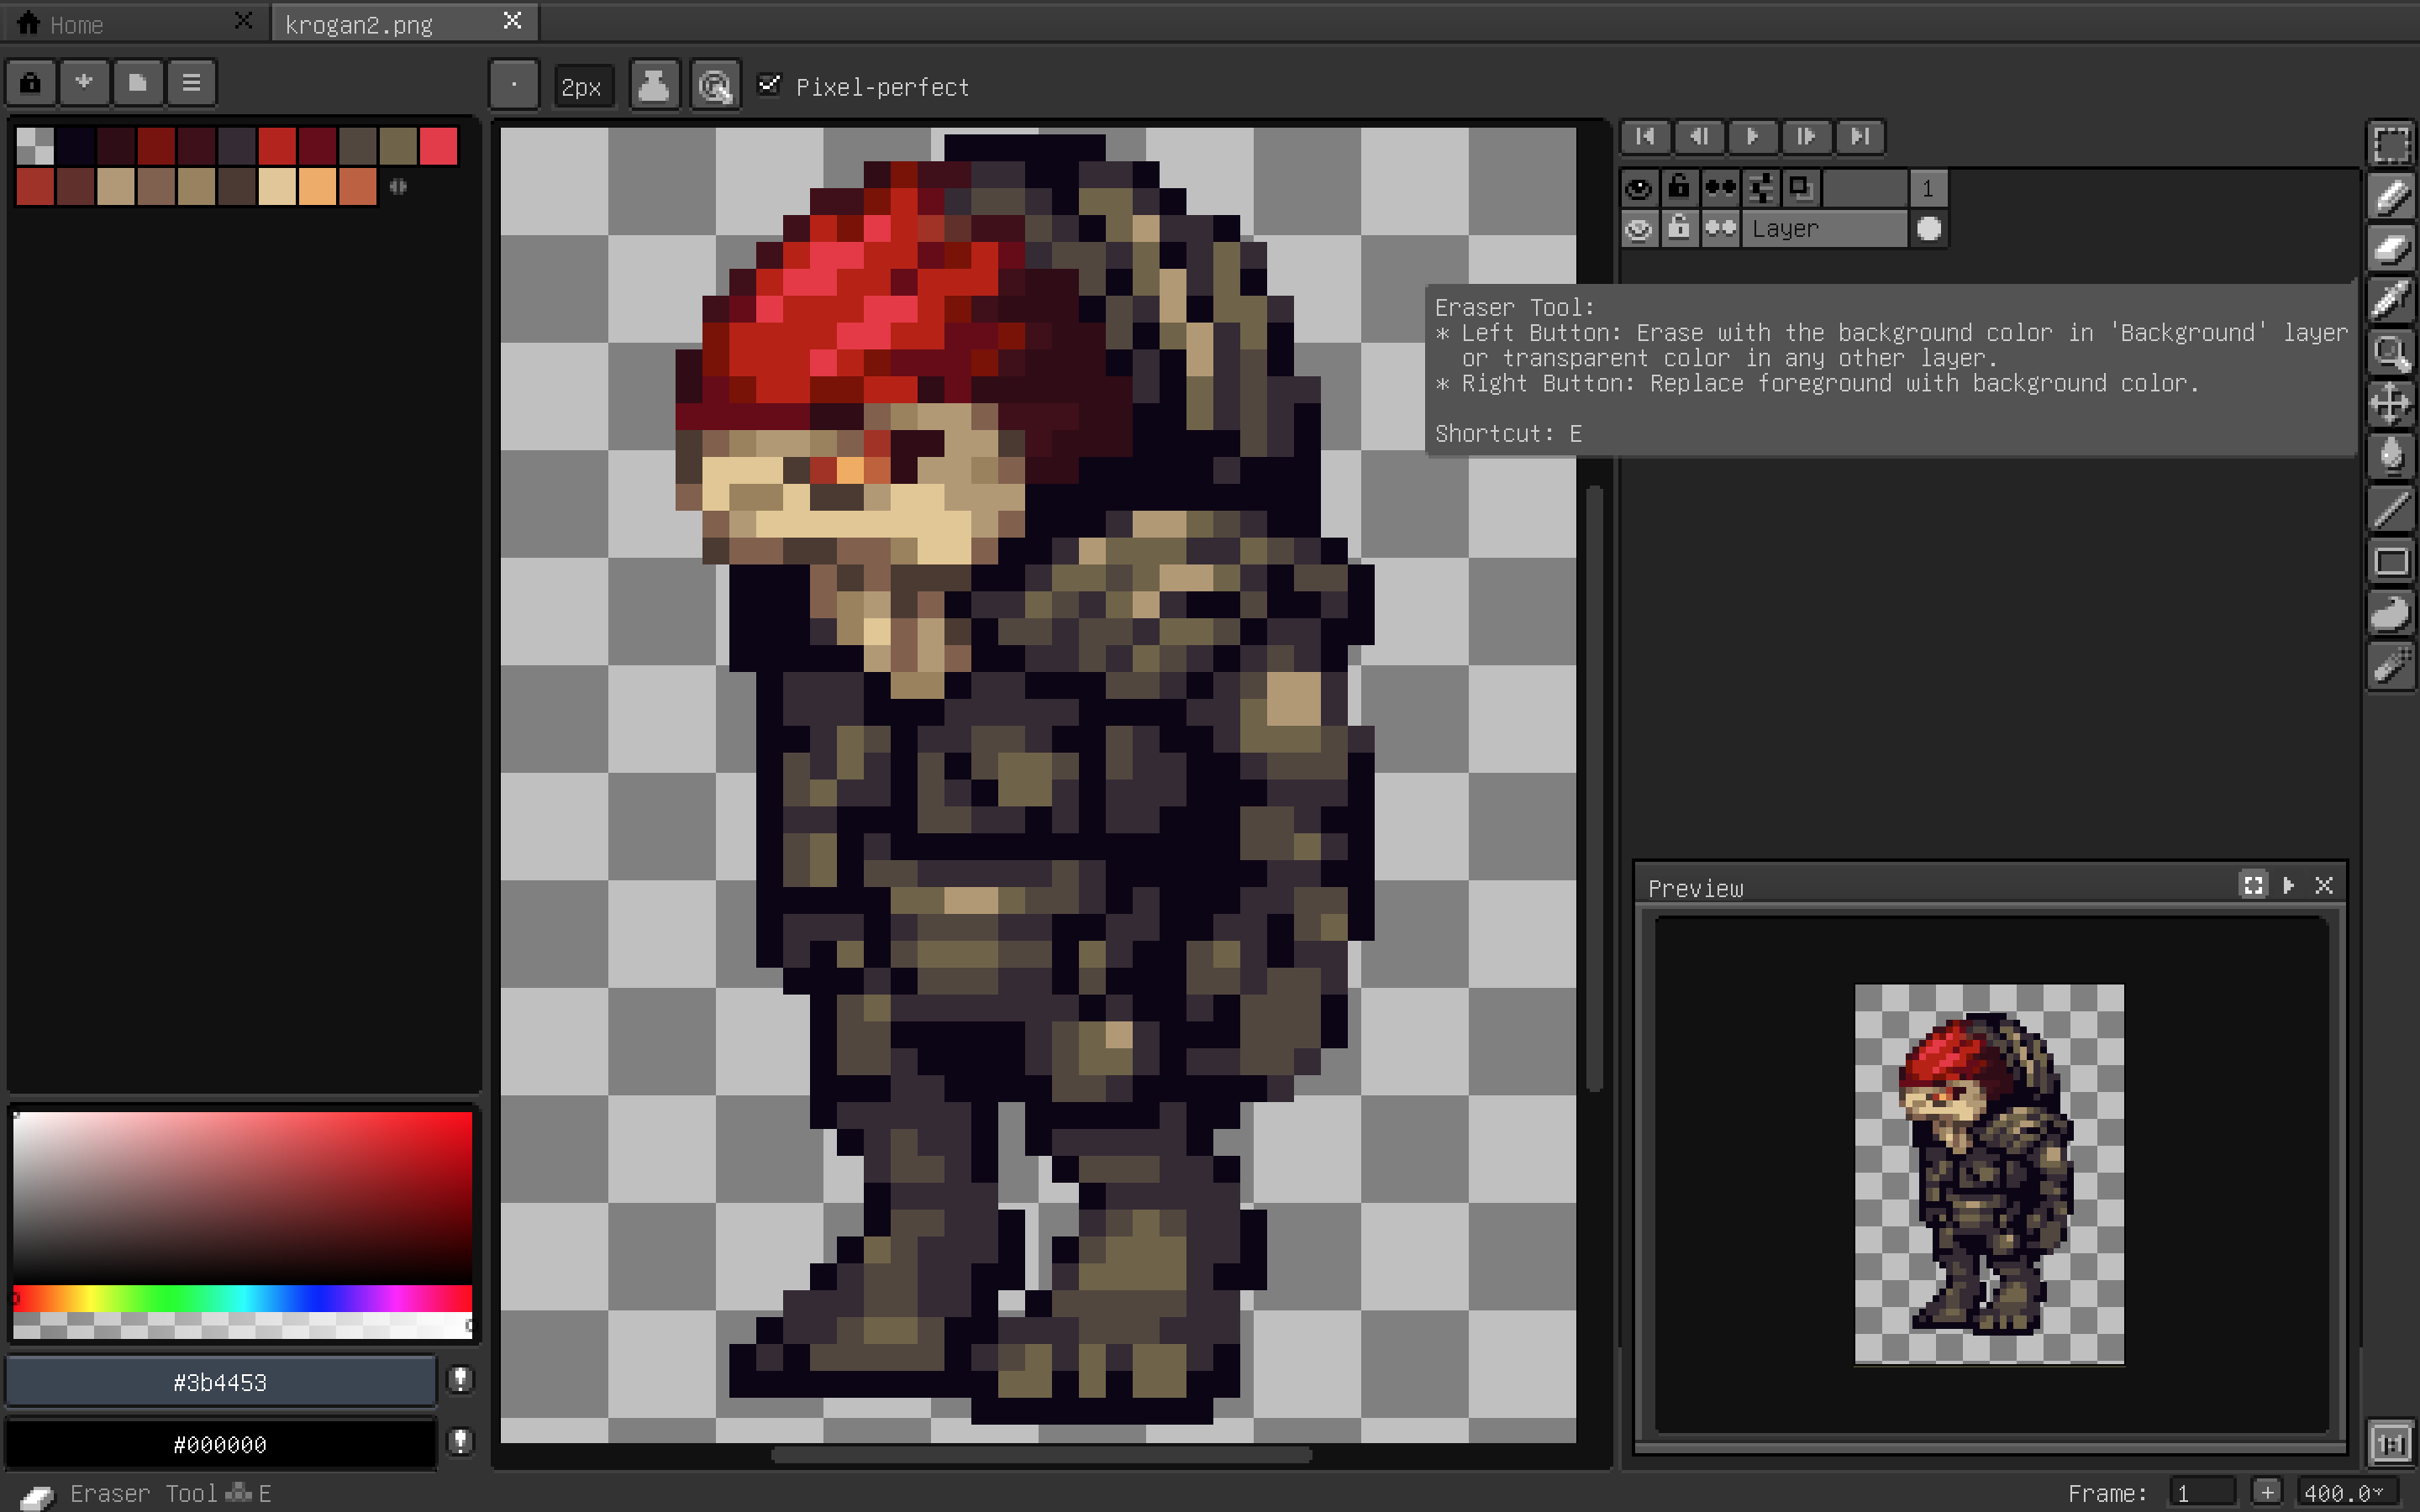 Home
krogan2.png
2px
Pixel-perfect
1
Layer
Eraser Tool:
* Left Button: Erase with the background color in 'Background' layer
or transparent color in any other layer.
* Right Button: Replace foreground with background color.
Shortcut: E
Preview
#3b4453
#000000
1:1
Eraser Tool E
Frame: 1 + 400.0